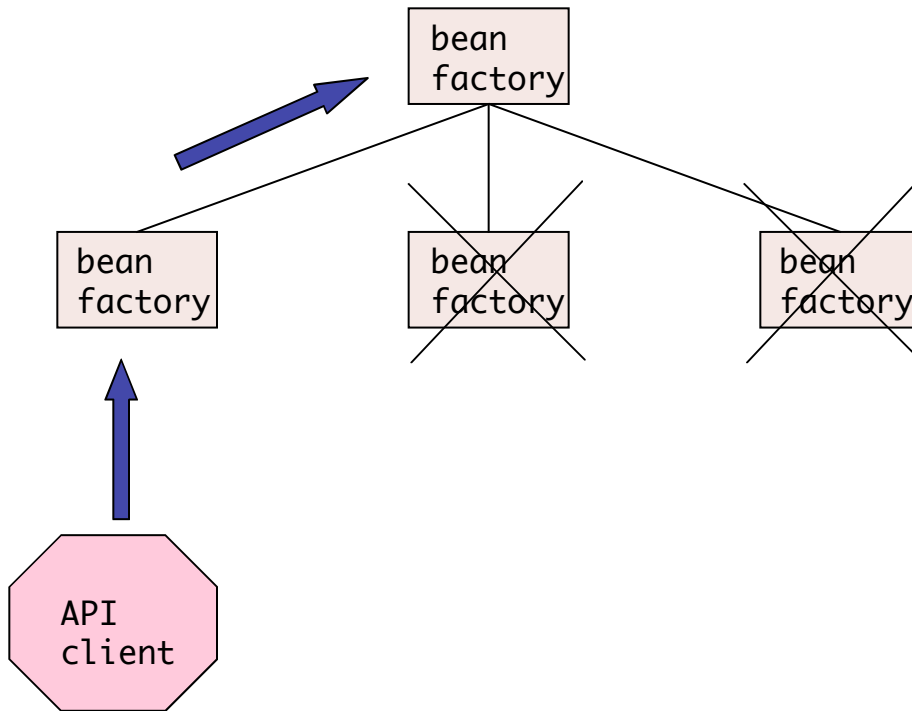 bean
factory
bean
factory
bean
factory
bean
factory
API
client